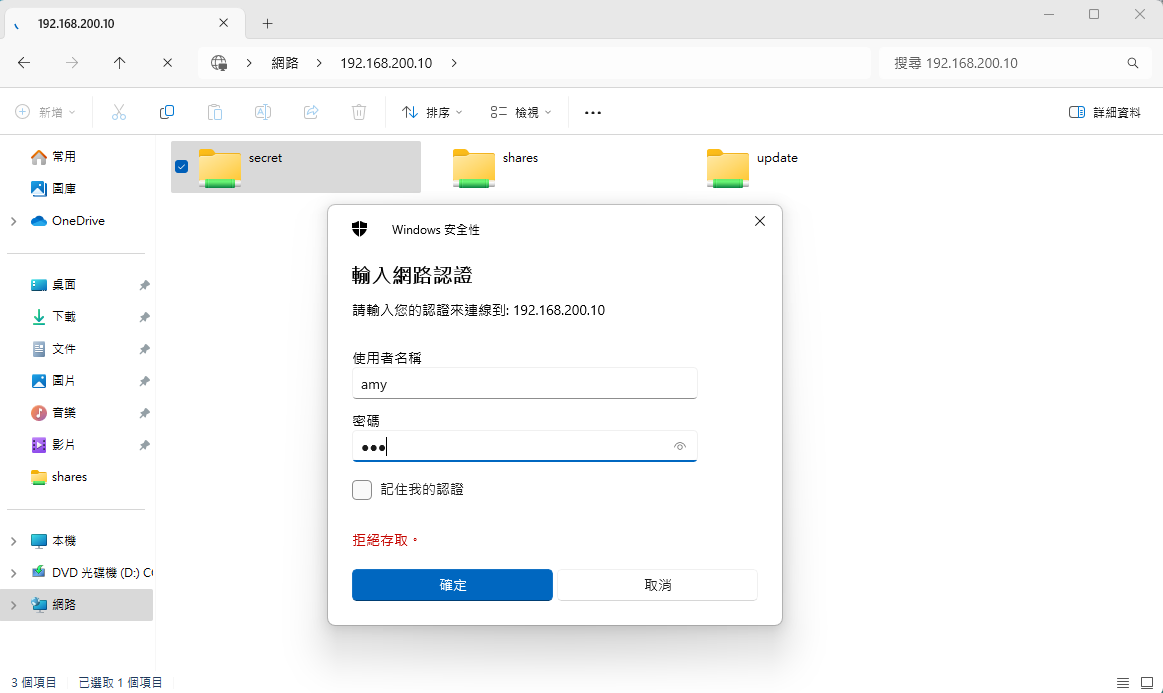 192.168.200.10
網路
192.168.200.10
搜尋 192.168.200.10
新增
排序
檢視
詳細資料
常用
圖庫
OneDrive
桌面
下載
文件
圖片
音樂
影片
shares
本機
DVD 光碟機 (D:) C
網路
secret
shares
update
Windows 安全性
輸入網路認證
請輸入您的認證來連線到: 192.168.200.10
使用者名稱
amy
密碼
●●●
記住我的認證
拒絕存取。
確定
取消
3 個項目
已選取 1 個項目